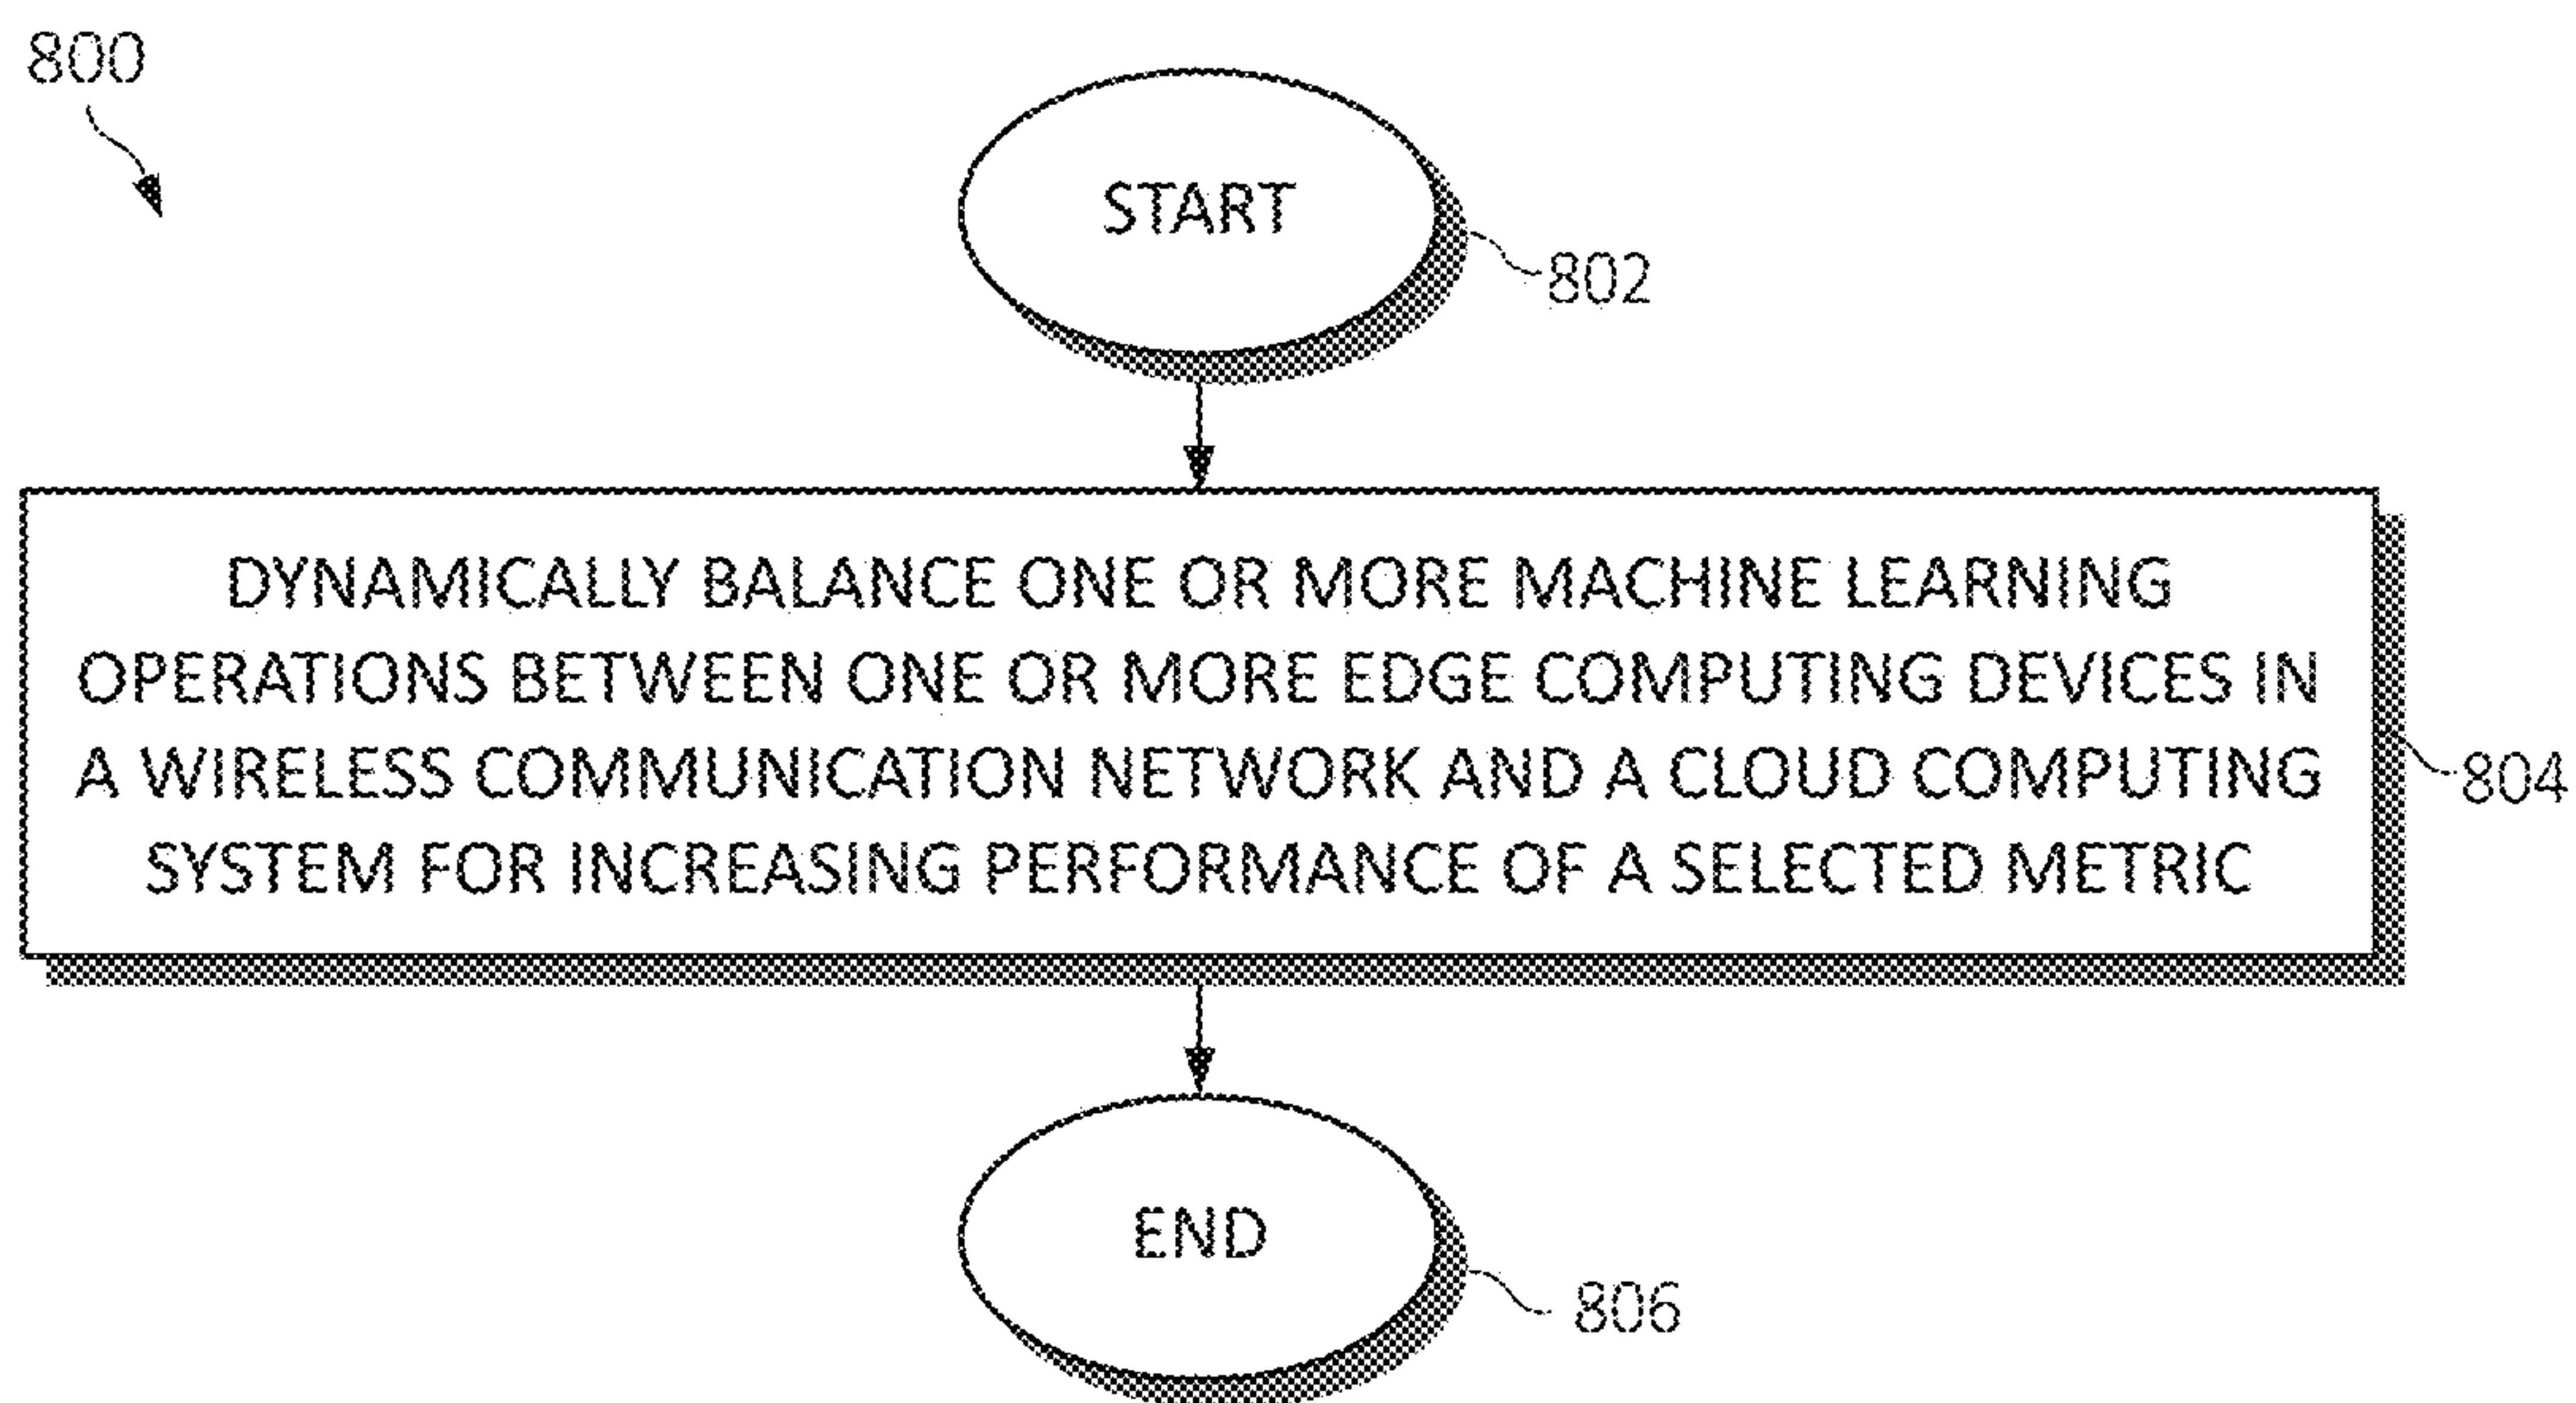 800
START
802
DYNAMICALLY BALANCE ONE OR MORE MACHINE LEARNING
OPERATIONS BETWEEN ONE OR MORE EDGE COMPUTING DEVICES IN
A WIRELESS COMMUNICATION NETWORK AND A CLOUD COMPUTING
SYSTEM FOR INCREASING PERFORMANCE OF A SELECTED METRIC
804
END
806